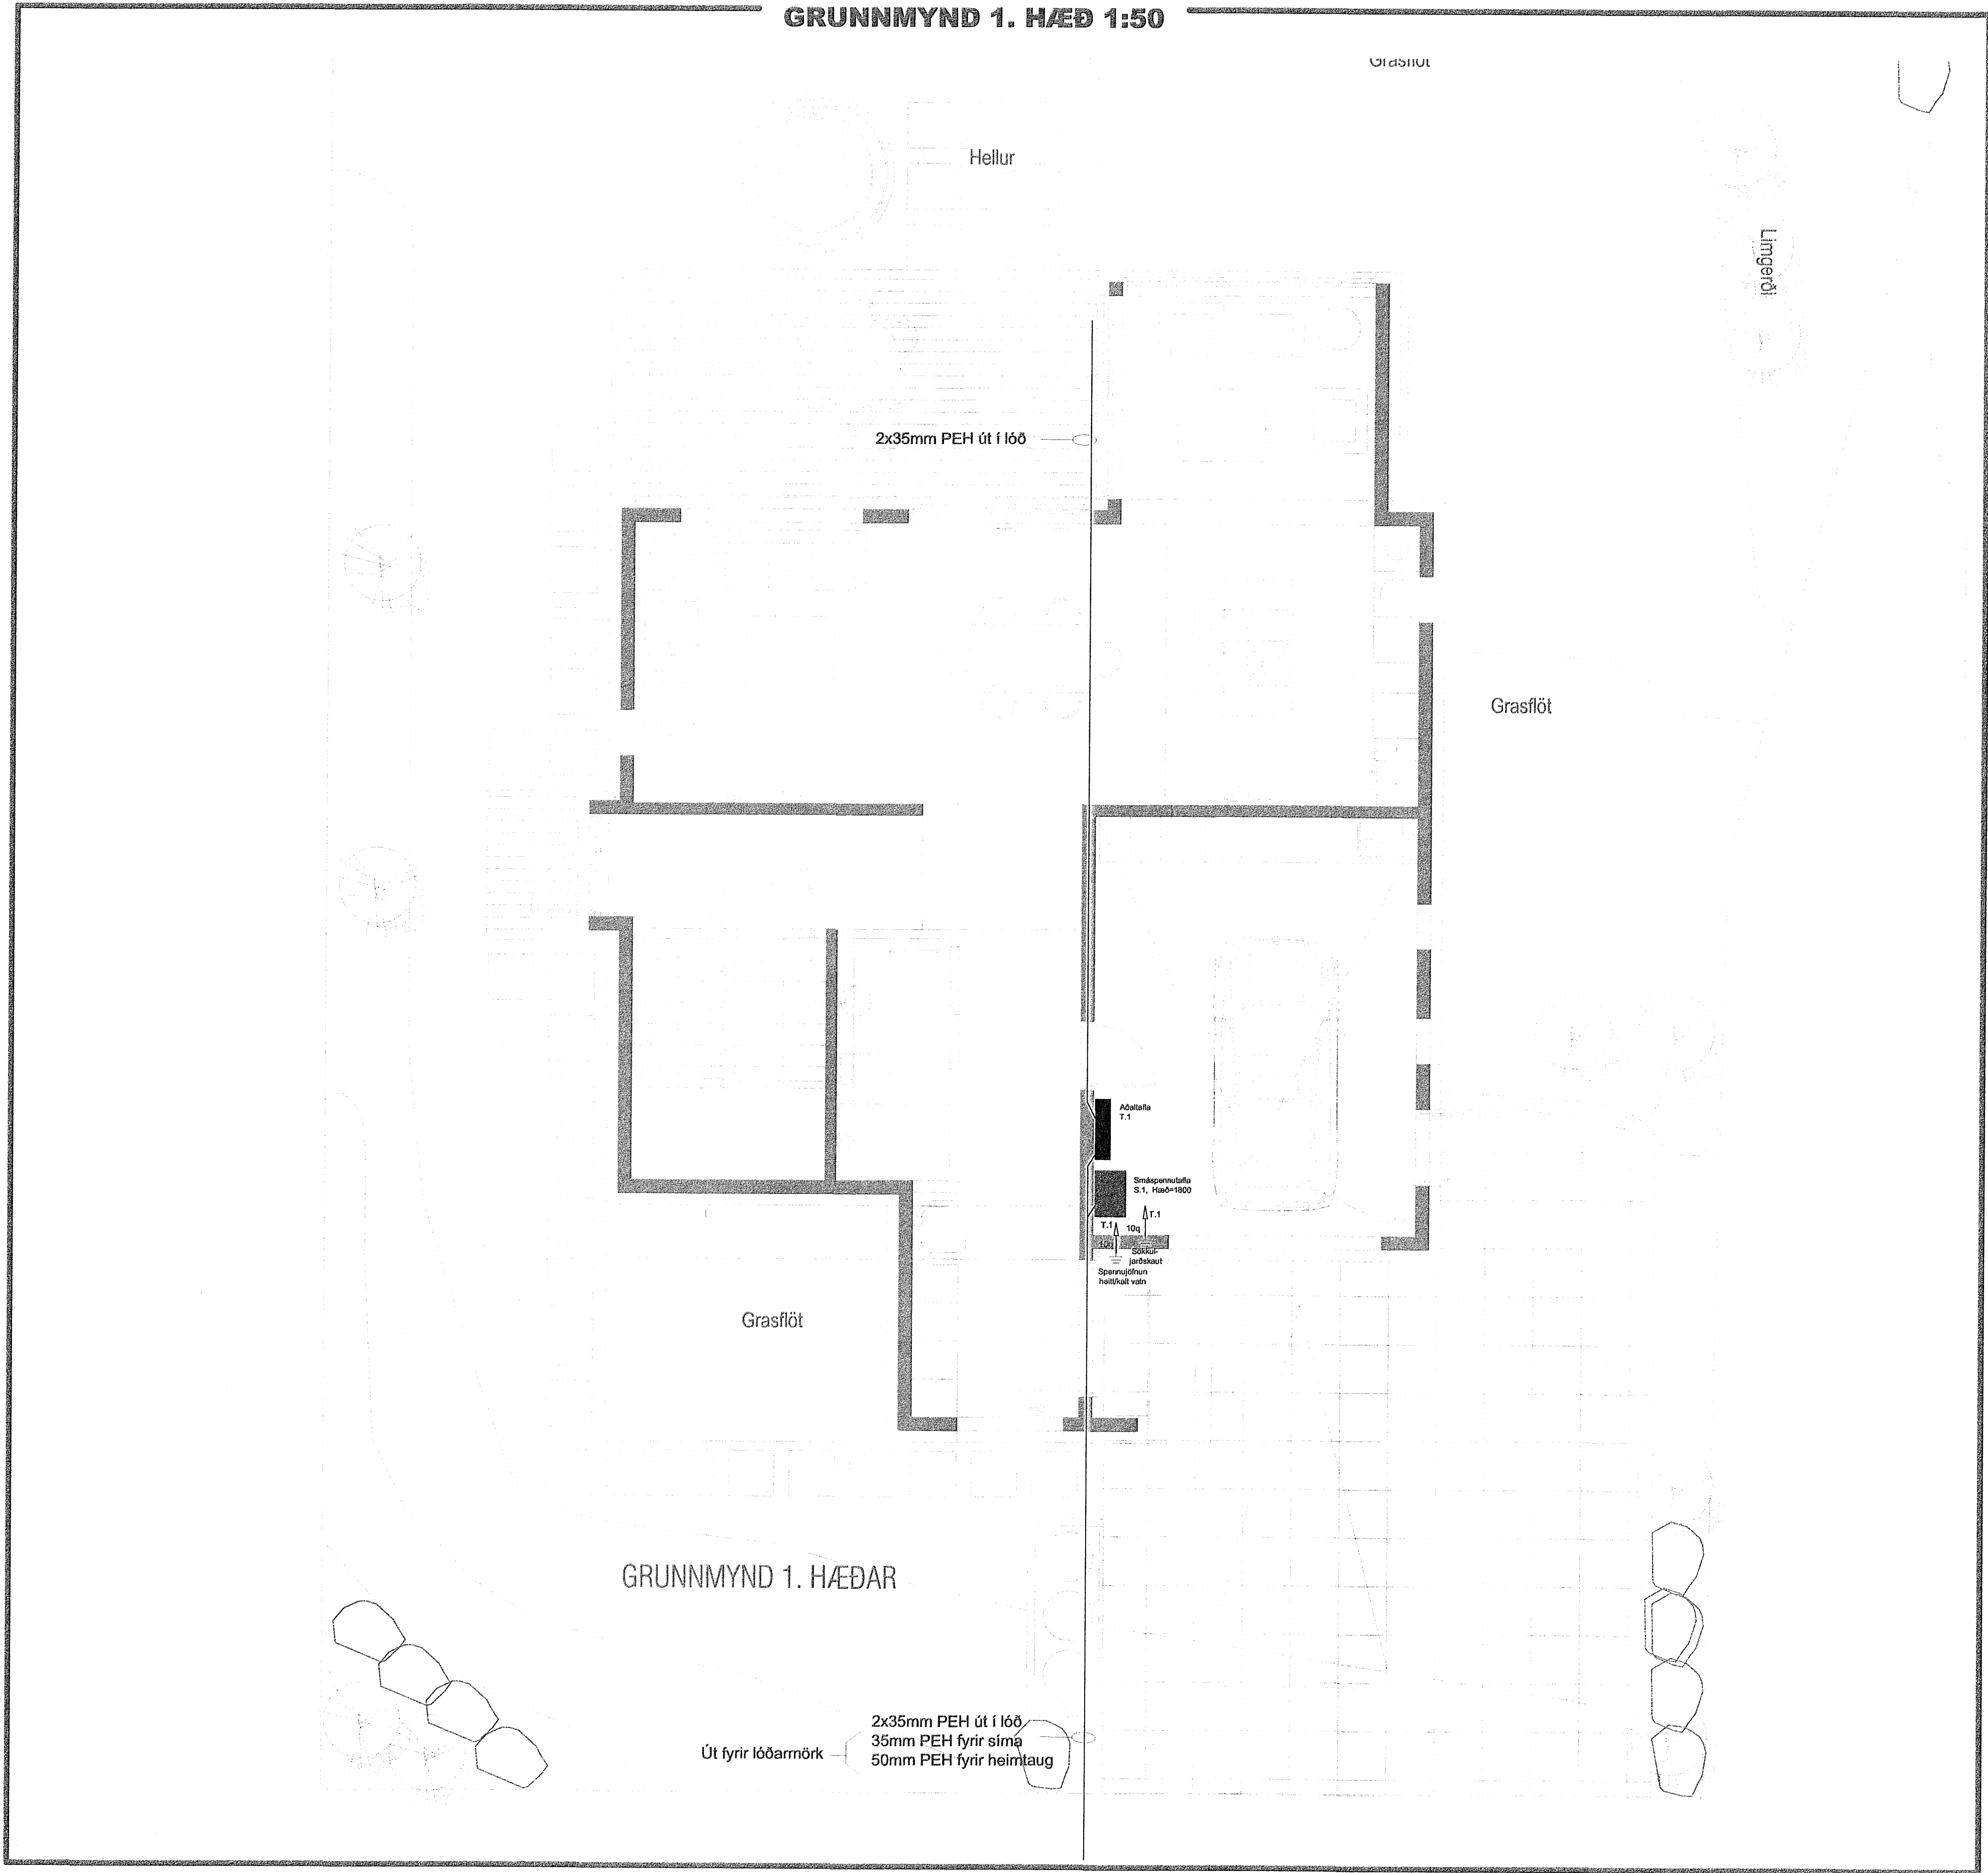 GRUNNMYND 1. HÆÐ 1:50
Grasflöt
Hellur
Limgerði
2x35mm PEH út í lóð
Grasflöt
Aðaltafla
T.1
Smáspennutafla
S.1, Hæð=1800
T.1
T.1
10q
10q
Sökkul-
jarðskaut
Spennujöfnun
heitt/kalt vatn
Grasflöt
GRUNNMYND 1. HÆÐAR
2x35mm PEH út í lóð
35mm PEH fyrir síma
50mm PEH fyrir heimtaug
Út fyrir lóðarmörk